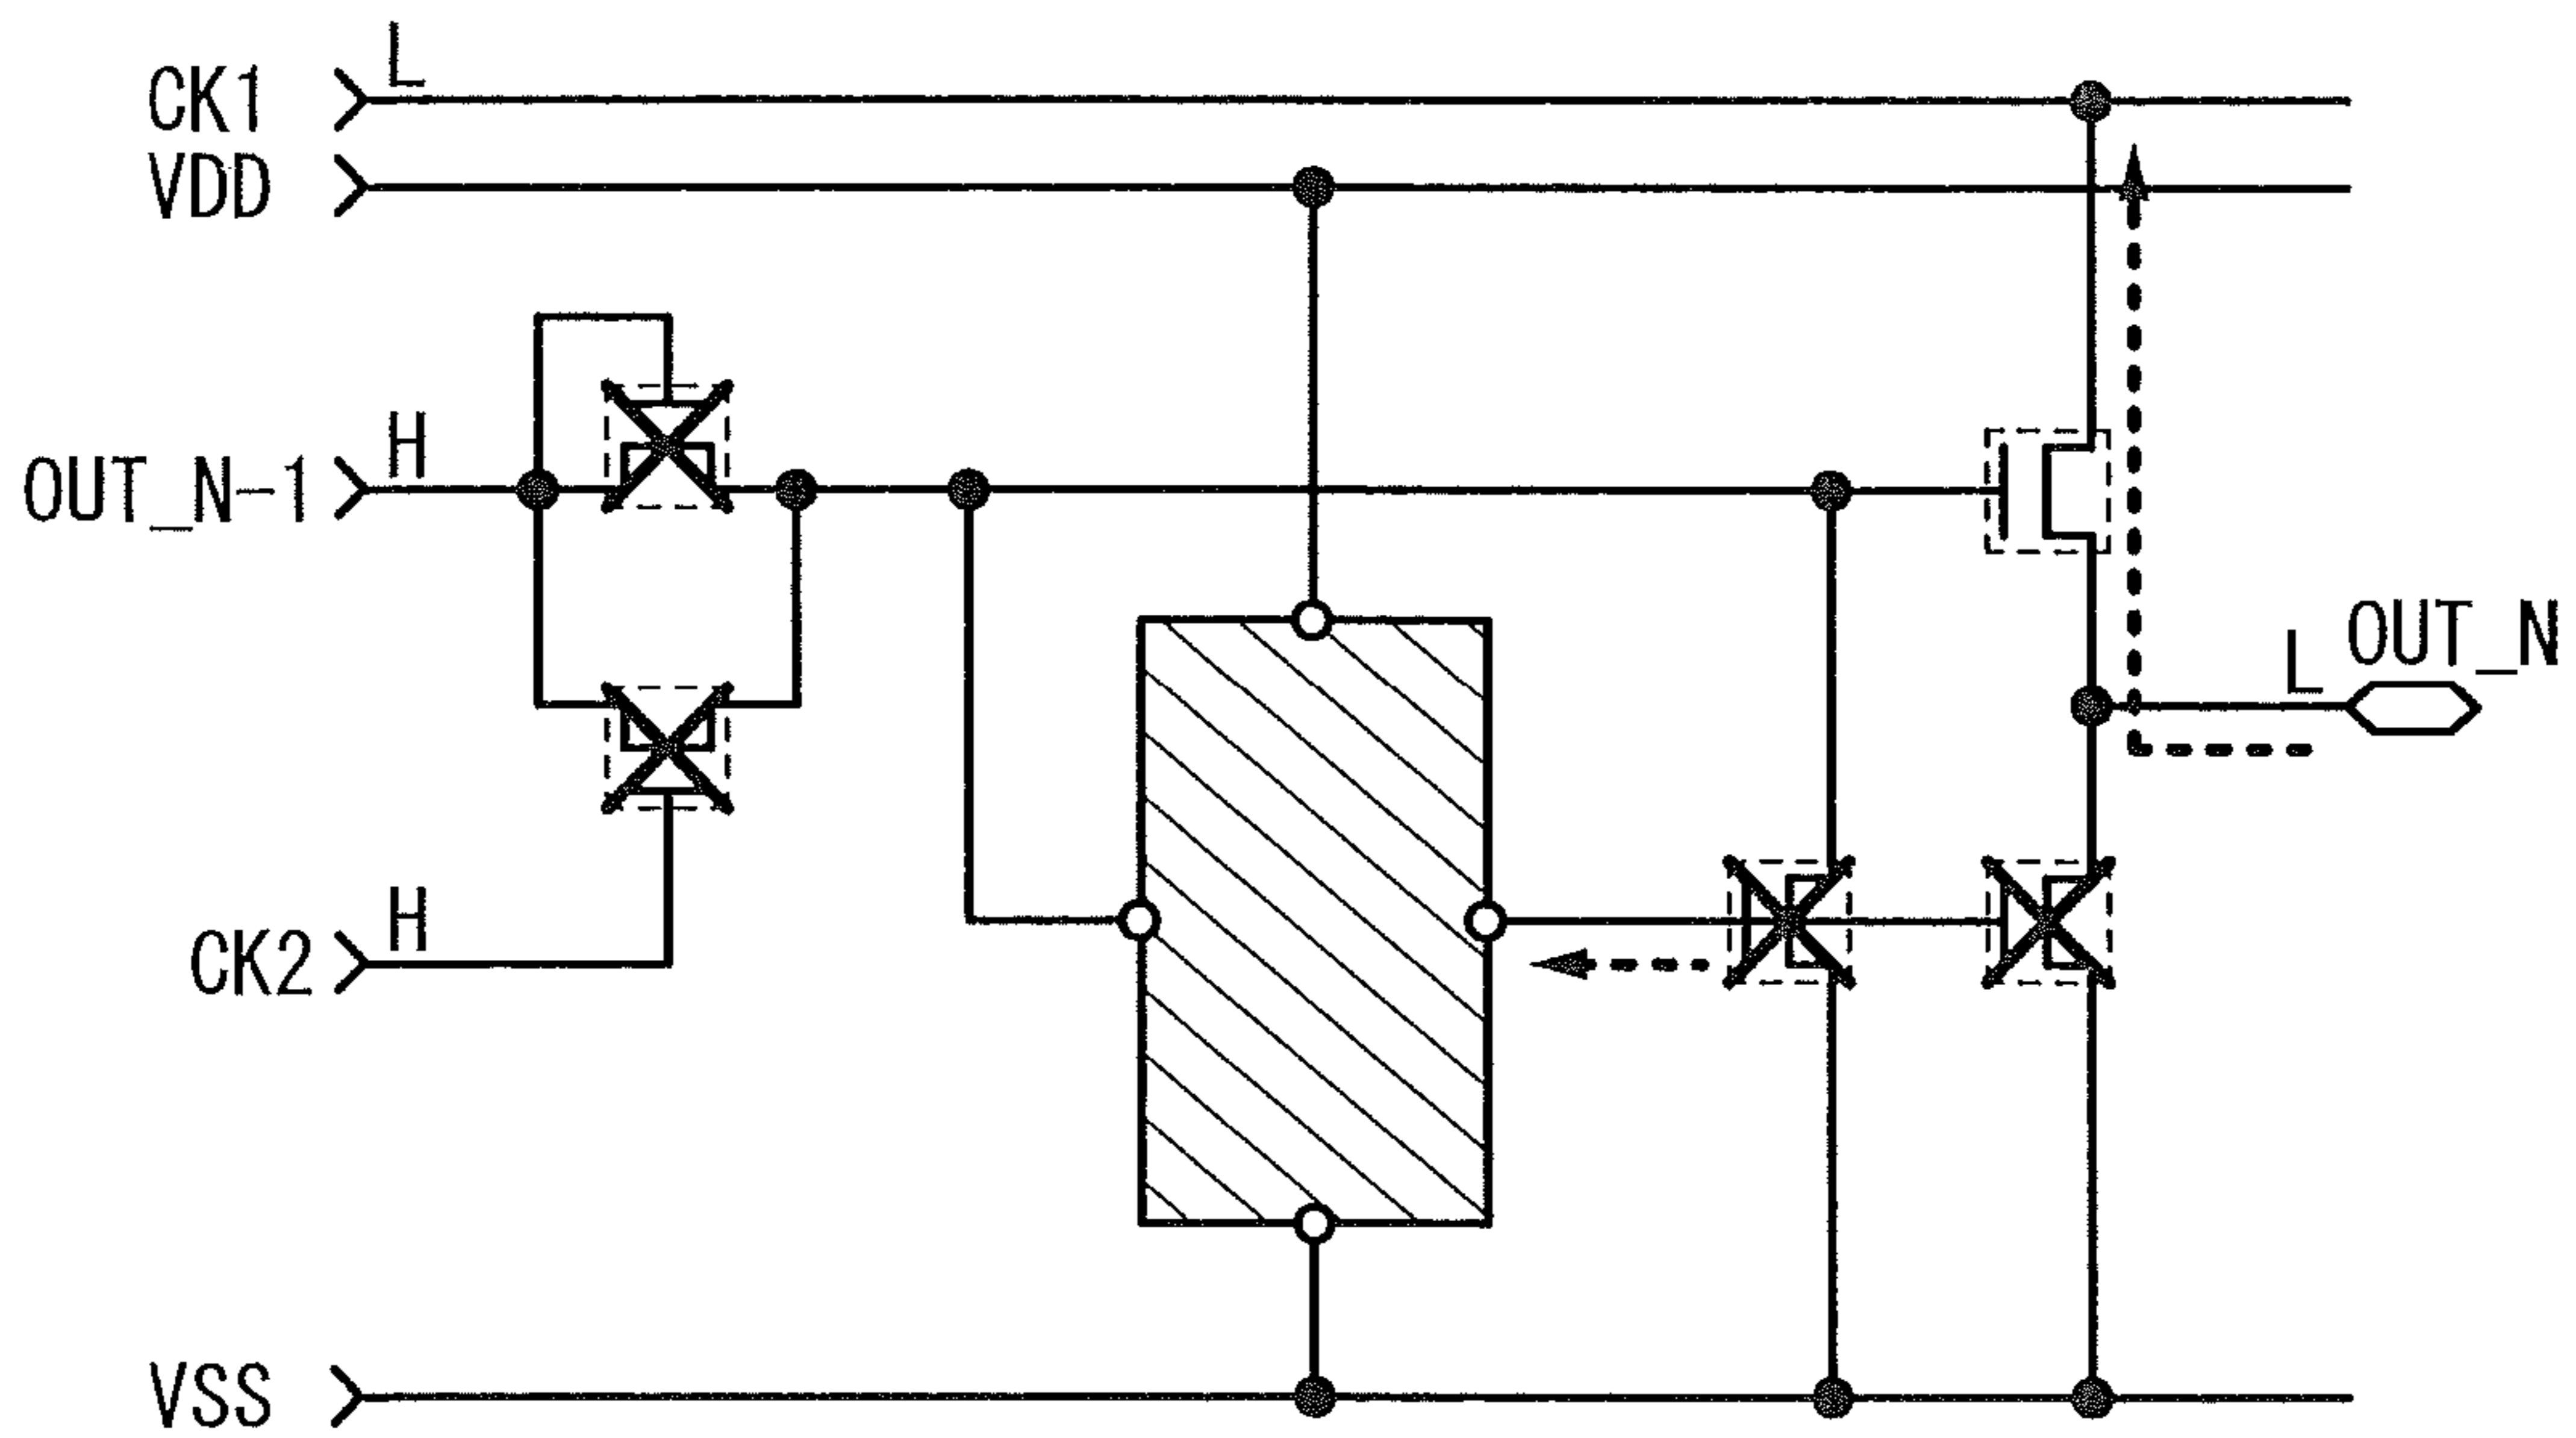 L
CK1
VDD
H
OUT_N-1
L
OUT_N
H
CK2
VSS